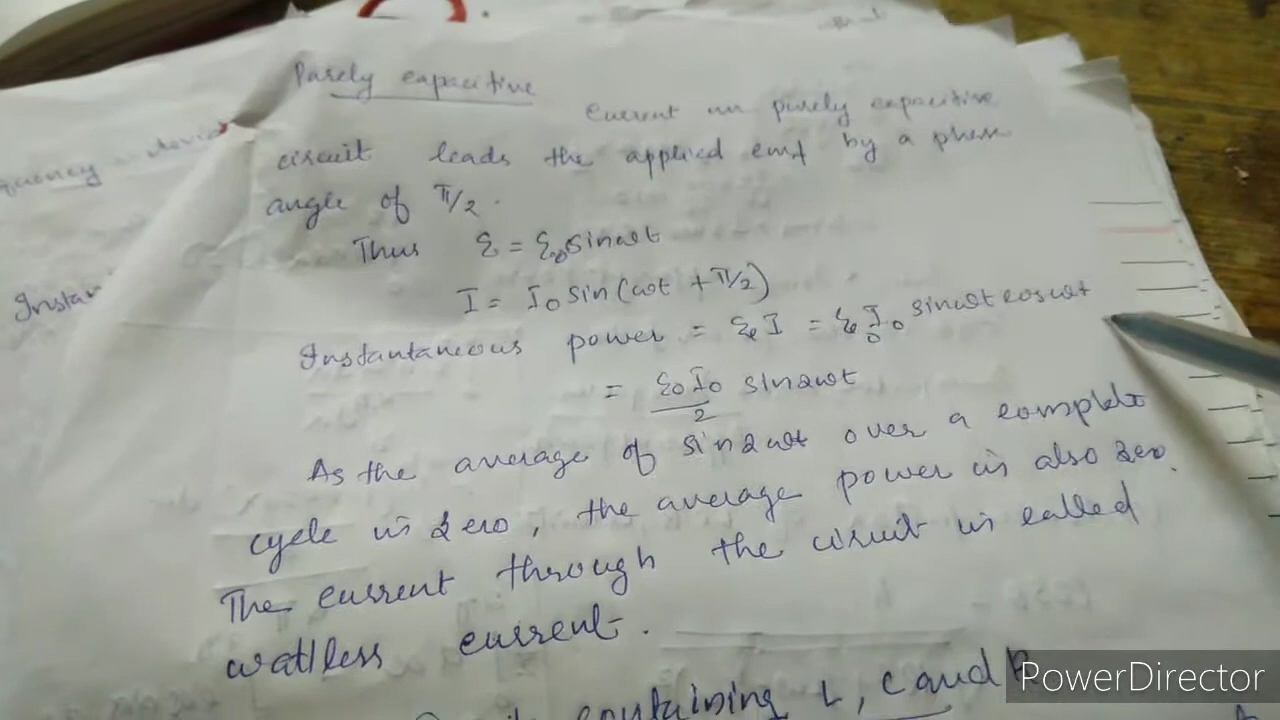 Purely capacitive
Current in purely capacitive
circuit leads the applied emf by a phase
angle of π/2.
Thus ε = ε₀sinωt
I = I₀ sin(ωt + π/2)
Instantaneous power = εI = ε₀I₀ sinωt cosωt
= ε₀I₀/2 sin2ωt
As the average of sin2ωt over a complete
cycle is zero, the average power is also zero.
The current through the circuit is called
wattless current.
containing L, C and R
quency
Instan
PowerDirector